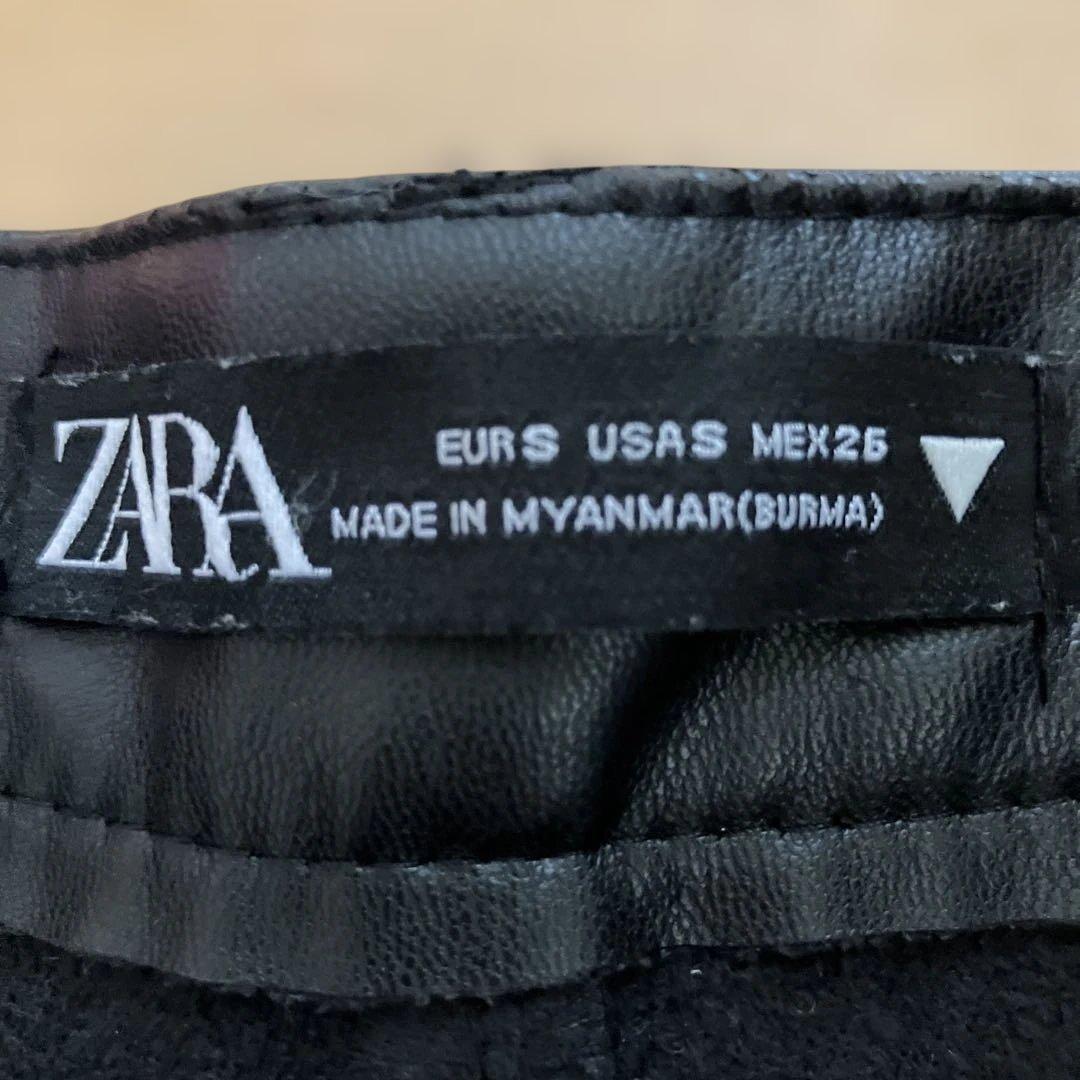 ZARA
EUR S USA S MEX 26
MADE IN MYANMAR(BURMA)